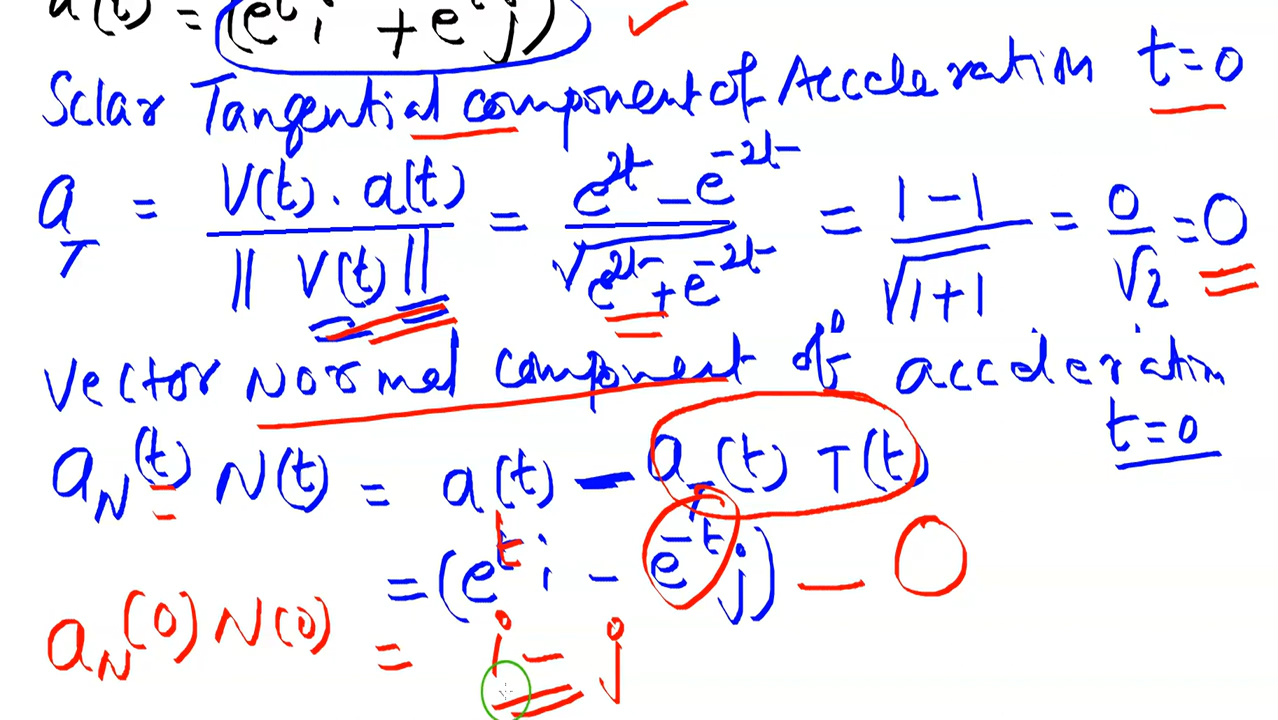 a(t) = (e^t i + e^-t j) ✓
Sclar Tangential component of Acceleration t=0
a_T = V(t) . a(t) / || V(t) || = e^2t - e^-2t / √e^2t + e^-2t = 1-1 / √1+1 = 0 / √2 = 0
Vector Normal component of acceleration
t=0
a_N(t) N(t) = a(t) - a_T(t) T(t)
= (e^t i - e^-t j) - 0
a_N(0) N(0) = i - j